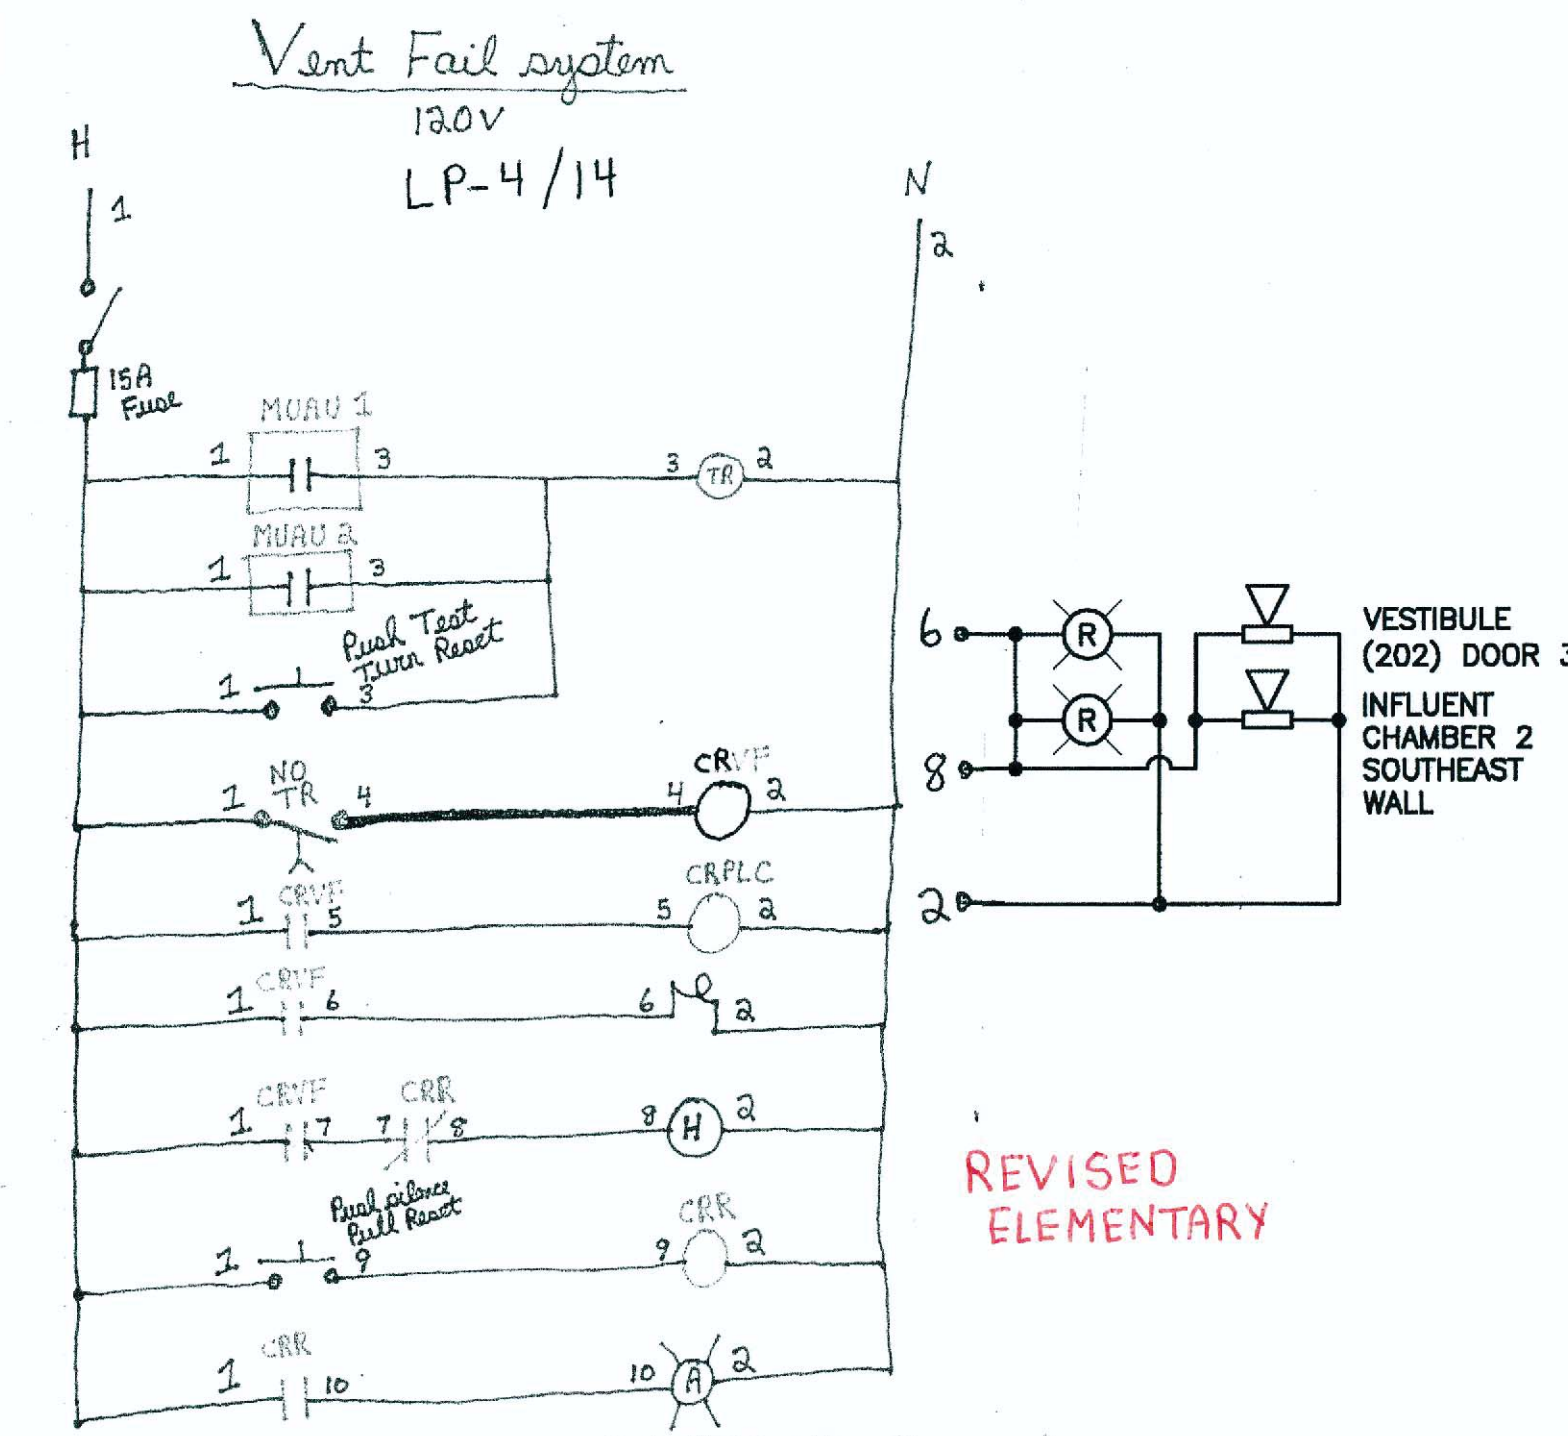 Vent Fail system
120V
LP-4/14
H
N
1
2
15A
Fuse
MUAU 1
1 3 3 TR 2
MUAU 2
1 3
Push Test
Turn Reset
1 3
NO
TR
CRVF
1 4 4 2
CRVF
CRPLC
1 5 5 2
CRVF
1 6 6 2
CRVF CRR
1 7 7 8 8 H 2
Push silence
Pull Reset
CRR
1 9 9 2
CRR
1 10 10 A 2
6 R
R
8
2
VESTIBULE
(202) DOOR 3
INFLUENT
CHAMBER 2
SOUTHEAST
WALL
REVISED
ELEMENTARY